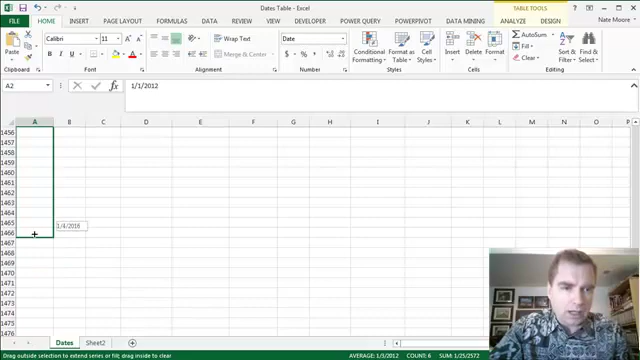 Dates Table - Excel
TABLE TOOLS
FILE HOME INSERT PAGE LAYOUT FORMULAS DATA REVIEW VIEW DEVELOPER POWERPIVOT DATA MINING ANALYZE DESIGN
Nate Moore
Paste
Calibri 11
Wrap Text
General
Merge & Center
Conditional Formatting
Format as Table
Cell Styles
Insert Delete Format
AutoSum
Fill
Clear
Sort & Filter
Find & Select
Clipboard Font Alignment Number Styles Cells Editing
A2 1/1/2012
A B C D E F G H I J K L M N O P
1456
1457
1458
1459
1460
1461
1462
1463
1464
1465
1/4/2016
1466
1467
1468
1469
1470
1471
1472
1473
1474
1475
1476
Dates Sheet2
Drag outside selection to extend series or fill; drag inside to clear
AVERAGE: 1/3/2012 COUNT: 6 SUM: 1/25/2572